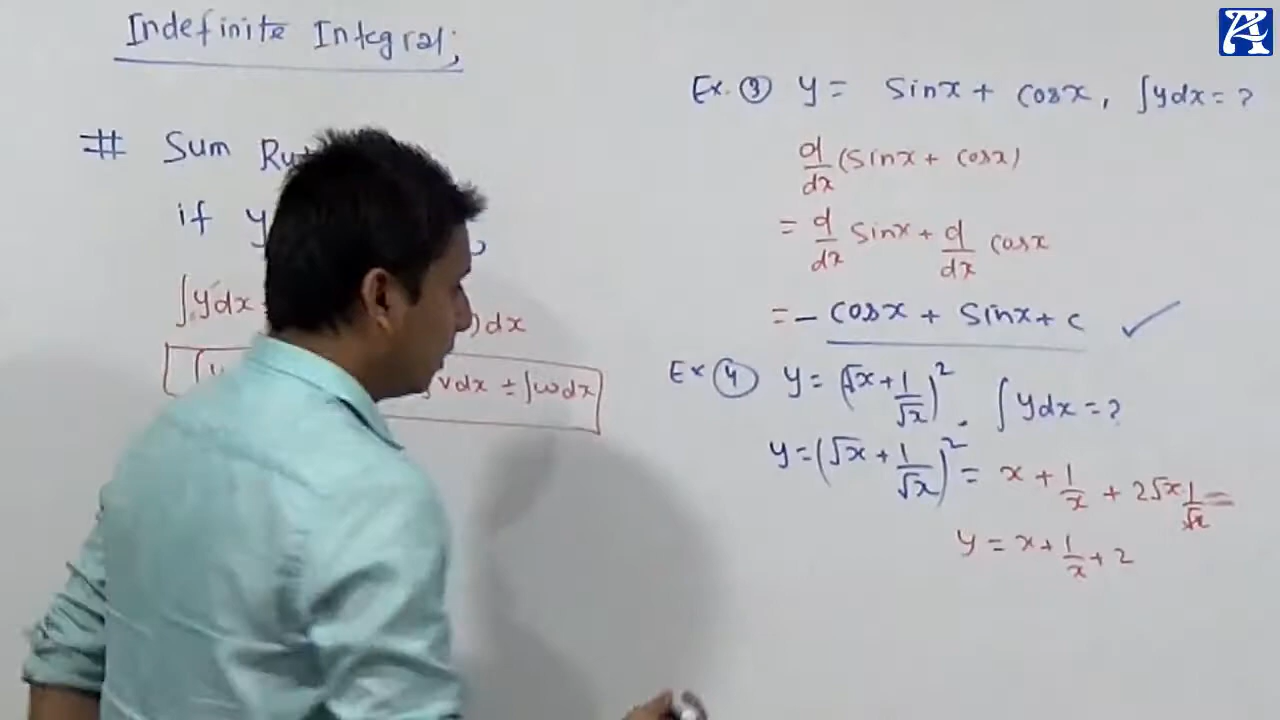 Indefinite Integral;
# Sum
if y ,
∫ydx )dx
vdx ± ∫wdx
Ex. ③ y = Sinx + Cosx, ∫ydx = ?
d/dx (Sinx + Cosx)
= d/dx Sinx + d/dx Cosx
= - Cosx + Sinx + c ✓
Ex ④ y = (√x + 1/√x)². ∫ydx = ?
y = (√x + 1/√x)² = x + 1/x + 2√x 1/√x =
y = x + 1/x + 2